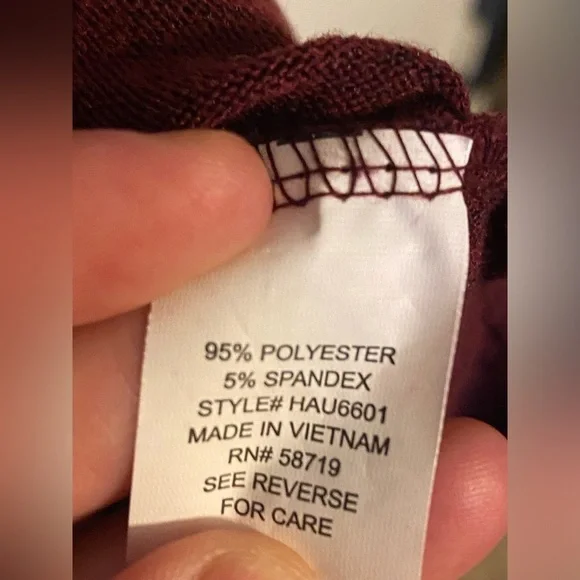 95% POLYESTER
5% SPANDEX
STYLE# HAU6601
MADE IN VIETNAM
RN# 58719
SEE REVERSE
FOR CARE